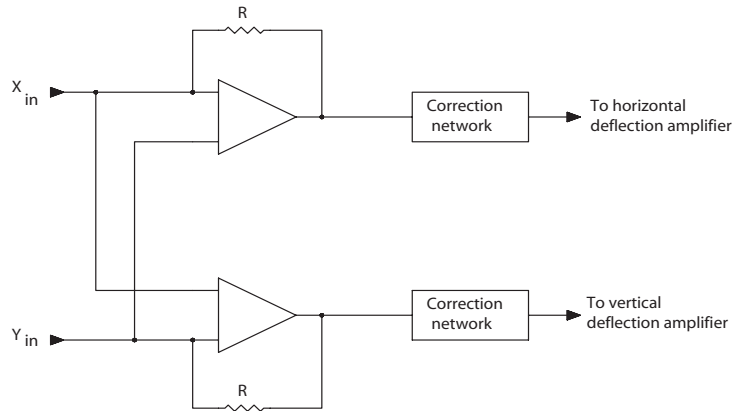 R
X in
Correction
network
To horizontal
deflection amplifier
Correction
network
To vertical
deflection amplifier
Y in
R